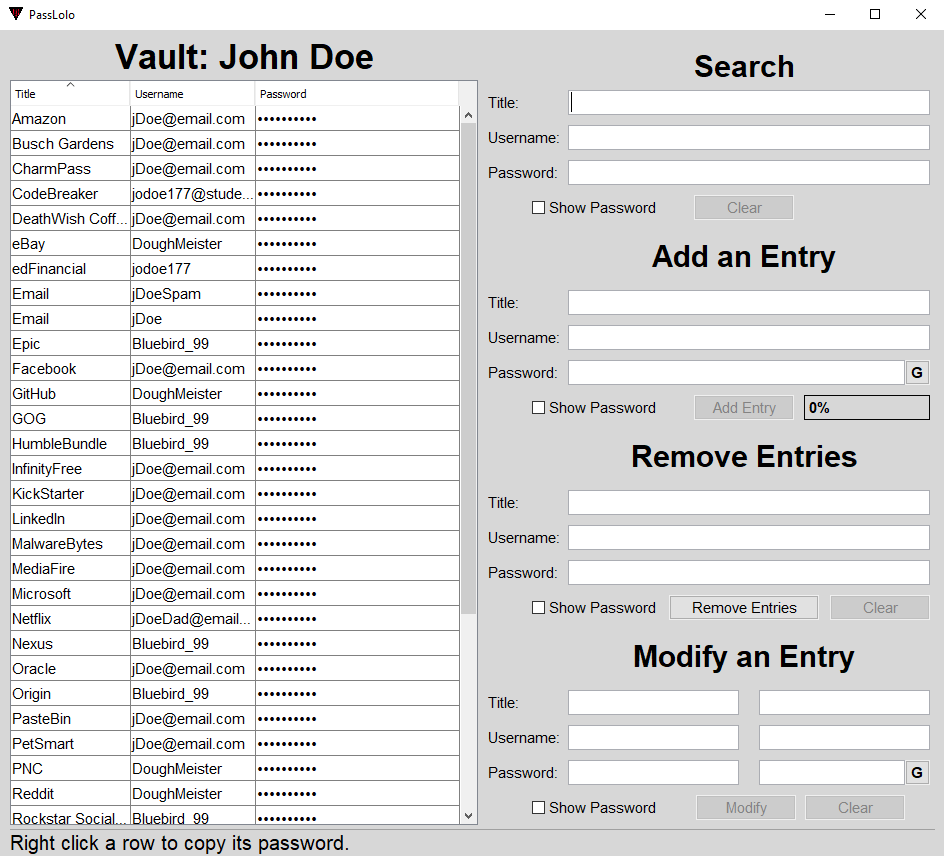 PassLolo
Vault: John Doe
Title Username Password
Amazon jDoe@email.com ••••••••••
Busch Gardens jDoe@email.com ••••••••••
CharmPass jDoe@email.com ••••••••••
CodeBreaker jodoe177@stude... ••••••••••
DeathWish Coff... jDoe@email.com ••••••••••
eBay DoughMeister ••••••••••
edFinancial jodoe177 ••••••••••
Email jDoeSpam ••••••••••
Email jDoe ••••••••••
Epic Bluebird_99 ••••••••••
Facebook jDoe@email.com ••••••••••
GitHub DoughMeister ••••••••••
GOG Bluebird_99 ••••••••••
HumbleBundle Bluebird_99 ••••••••••
InfinityFree jDoe@email.com ••••••••••
KickStarter jDoe@email.com ••••••••••
LinkedIn jDoe@email.com ••••••••••
MalwareBytes jDoe@email.com ••••••••••
MediaFire jDoe@email.com ••••••••••
Microsoft jDoe@email.com ••••••••••
Netflix jDoeDad@email... ••••••••••
Nexus Bluebird_99 ••••••••••
Oracle jDoe@email.com ••••••••••
Origin Bluebird_99 ••••••••••
PasteBin jDoe@email.com ••••••••••
PetSmart jDoe@email.com ••••••••••
PNC DoughMeister ••••••••••
Reddit DoughMeister ••••••••••
Rockstar Social... Bluebird_99 ••••••••••
Search
Title:
Username:
Password:
Show Password Clear
Add an Entry
Title:
Username:
Password: G
Show Password Add Entry 0%
Remove Entries
Title:
Username:
Password:
Show Password Remove Entries Clear
Modify an Entry
Title:
Username:
Password: G
Show Password Modify Clear
Right click a row to copy its password.